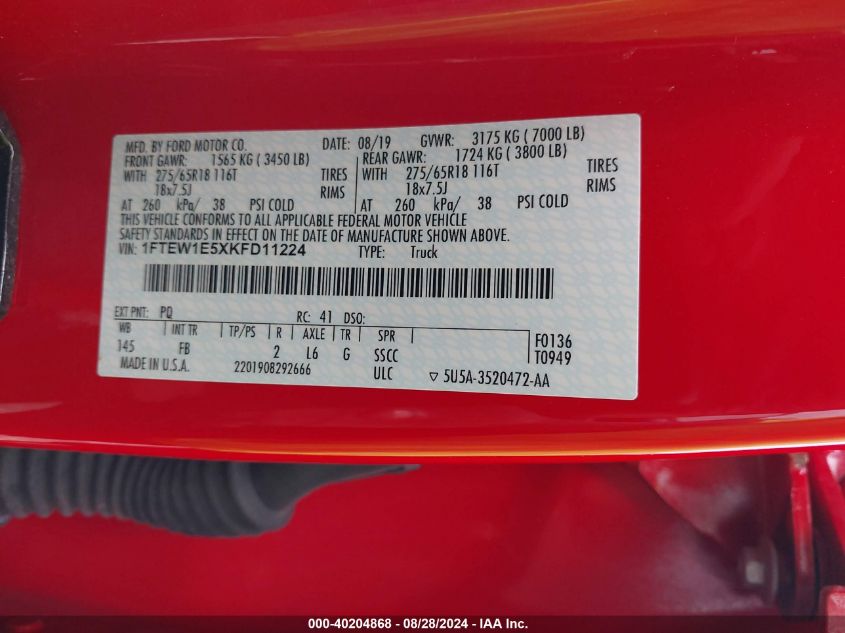 MFD. BY FORD MOTOR CO. DATE: 08/19 GVWR: 3175 KG ( 7000 LB)
FRONT GAWR: 1565 KG ( 3450 LB) REAR GAWR: 1724 KG ( 3800 LB)
WITH 275/65R18 116T TIRES WITH 275/65R18 116T TIRES
18x7.5J RIMS 18x7.5J RIMS
AT 260 kPa/ 38 PSI COLD AT 260 kPa/ 38 PSI COLD
THIS VEHICLE CONFORMS TO ALL APPLICABLE FEDERAL MOTOR VEHICLE
SAFETY STANDARDS IN EFFECT ON THE DATE OF MANUFACTURE SHOWN ABOVE.
VIN: 1FTEW1E5XKFD11224 TYPE: Truck
EXT PNT: PQ RC: 41 DSO:
WB INT TR TP/PS R AXLE TR SPR F0136
145 FB 2 L6 G SSCC T0949
MADE IN U.S.A. 2201908292666 ULC ▽ 5U5A-3520472-AA
000-40204868 - 08/28/2024 - IAA Inc.